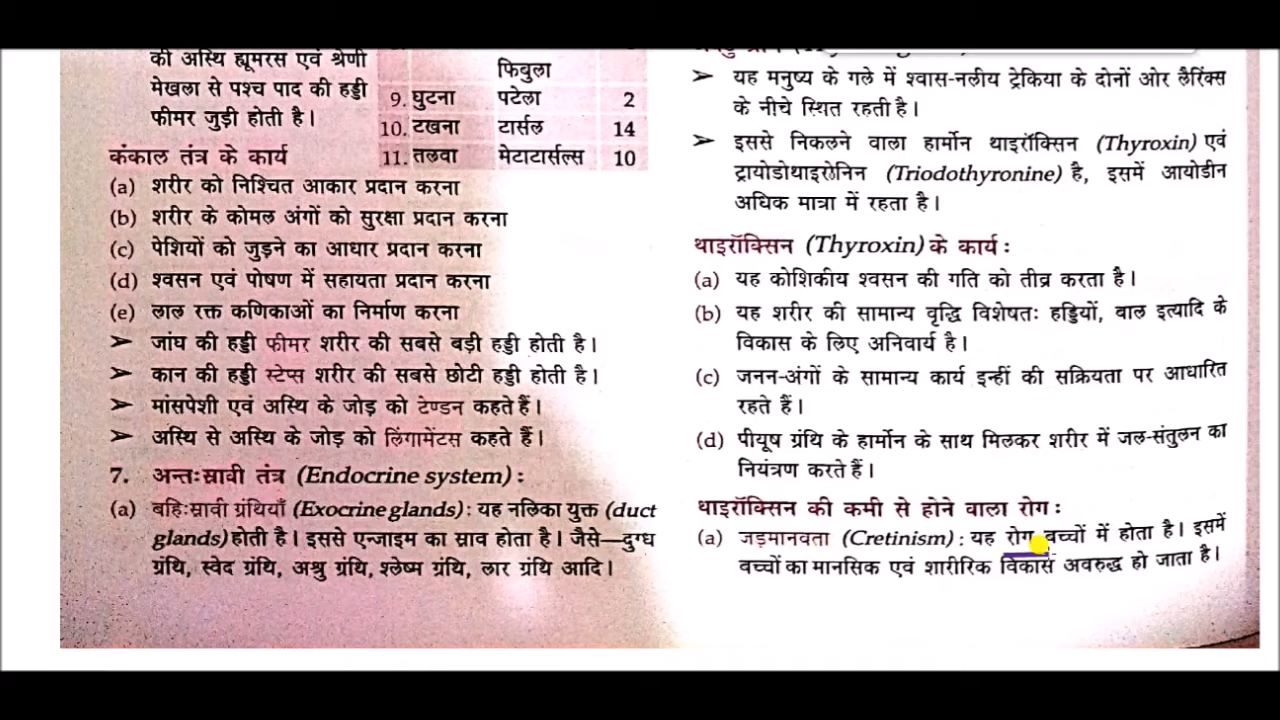 की अस्थि ह्यूमरस एवं श्रेणी
मेखला से पश्च पाद की हड्डी
फीमर जुड़ी होती है।
फिबुला
9. घुटना पटेला 2
10. टखना टार्सल 14
11. तलवा मेटाटार्सल्स 10
कंकाल तंत्र के कार्य
(a) शरीर को निश्चित आकार प्रदान करना
(b) शरीर के कोमल अंगों को सुरक्षा प्रदान करना
(c) पेशियों को जुड़ने का आधार प्रदान करना
(d) श्वसन एवं पोषण में सहायता प्रदान करना
(e) लाल रक्त कणिकाओं का निर्माण करना
➤ जांघ की हड्डी फीमर शरीर की सबसे बड़ी हड्डी होती है।
➤ कान की हड्डी स्टेप्स शरीर की सबसे छोटी हड्डी होती है।
➤ मांसपेशी एवं अस्थि के जोड़ को टेण्डन कहते हैं।
➤ अस्थि से अस्थि के जोड़ को लिंगामेंटस कहते हैं।
7. अन्तःस्रावी तंत्र (Endocrine system) :
(a) बहिःस्रावी ग्रंथियाँ (Exocrine glands) : यह नलिका युक्त (duct
glands) होती है। इससे एन्जाइम का स्राव होता है। जैसे—दुग्ध
ग्रंथि, स्वेद ग्रंथि, अश्रु ग्रंथि, श्लेष्म ग्रंथि, लार ग्रंथि आदि।
➤ यह मनुष्य के गले में श्वास-नलीय ट्रेकिया के दोनों ओर लैरिंक्स
के नीचे स्थित रहती है।
➤ इससे निकलने वाला हार्मोन थाइरॉक्सिन (Thyroxin) एवं
ट्रायोडोथाइरोनिन (Triodothyronine) है, इसमें आयोडीन
अधिक मात्रा में रहता है।
थाइरॉक्सिन (Thyroxin) के कार्य :
(a) यह कोशिकीय श्वसन की गति को तीव्र करता है।
(b) यह शरीर की सामान्य वृद्धि विशेषतः हड्डियों, बाल इत्यादि के
विकास के लिए अनिवार्य है।
(c) जनन-अंगों के सामान्य कार्य इन्हीं की सक्रियता पर आधारित
रहते हैं।
(d) पीयूष ग्रंथि के हार्मोन के साथ मिलकर शरीर में जल-संतुलन का
नियंत्रण करते हैं।
थाइरॉक्सिन की कमी से होने वाला रोग :
(a) जड़मानवता (Cretinism) : यह रोग बच्चों में होता है। इसमें
बच्चों का मानसिक एवं शारीरिक विकास अवरुद्ध हो जाता है।